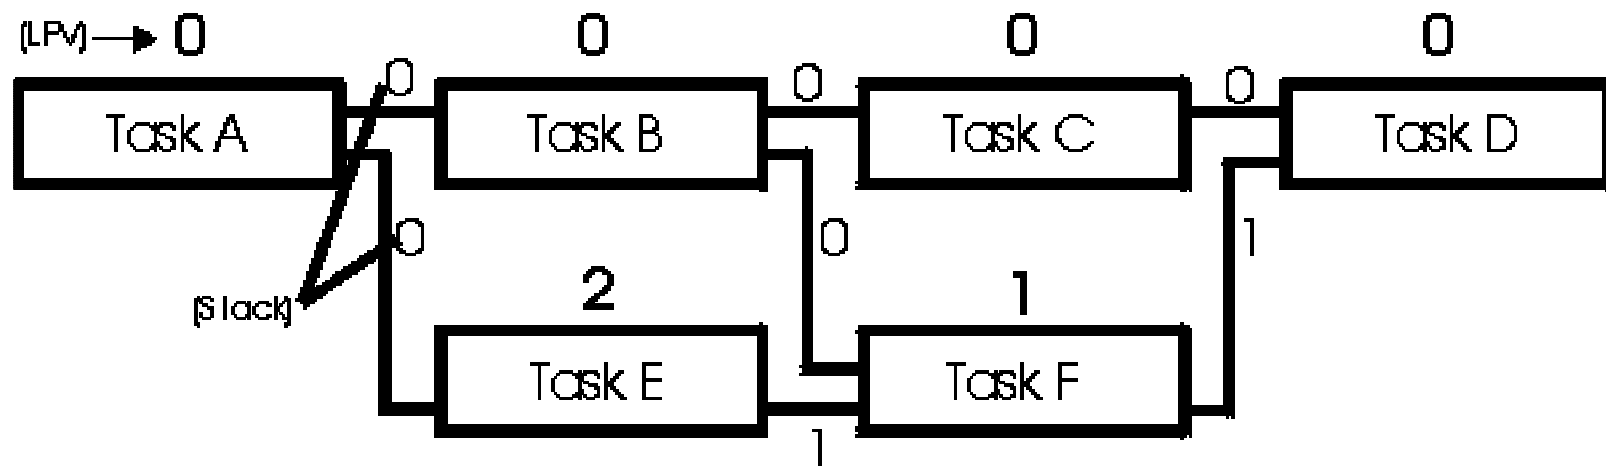 (LPV) 0 0 0 0
0 0 0
Task A Task B Task C Task D
0 0 1
(Slack) 2 1
Task E Task F
1